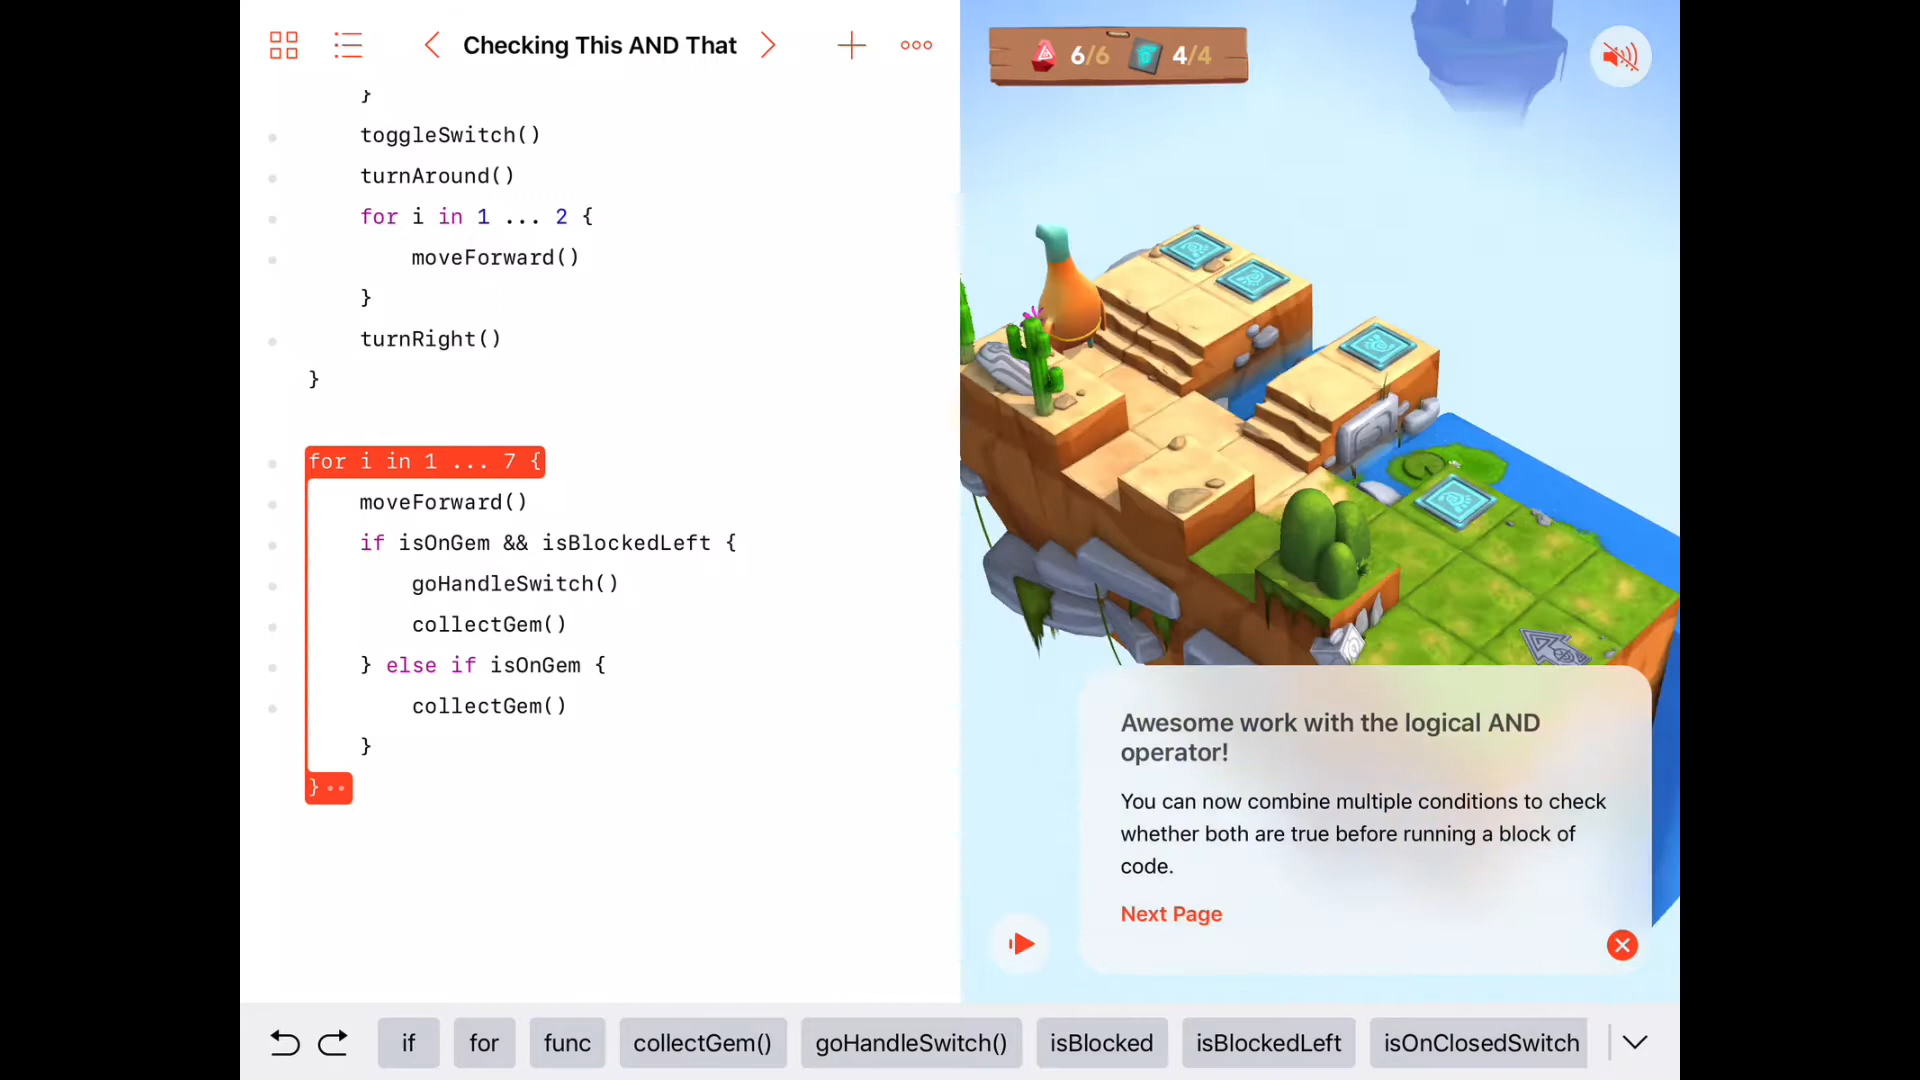 Checking This AND That
}
toggleSwitch()
turnAround()
for i in 1 ... 2 {
moveForward()
}
turnRight()
}
for i in 1 ... 7 {
moveForward()
if isOnGem && isBlockedLeft {
goHandleSwitch()
collectGem()
} else if isOnGem {
collectGem()
}
}
6/6 4/4
Awesome work with the logical AND
operator!
You can now combine multiple conditions to check
whether both are true before running a block of
code.
Next Page
if for func collectGem() goHandleSwitch() isBlocked isBlockedLeft isOnClosedSwitch